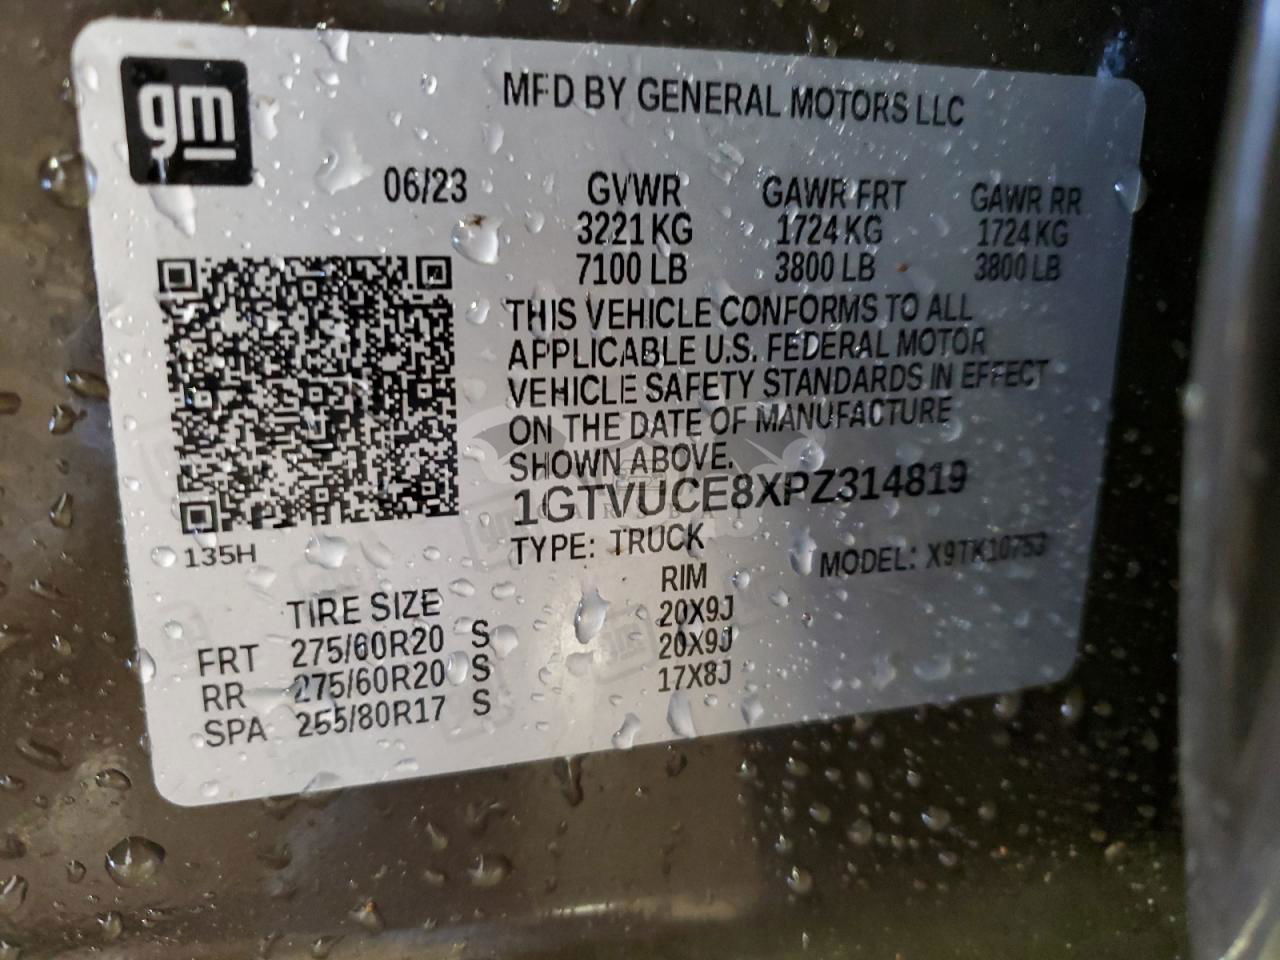 gm
MFD BY GENERAL MOTORS LLC
06/23 GVWR GAWR FRT GAWR RR
3221 KG 1724 KG 1724 KG
7100 LB 3800 LB 3800 LB
THIS VEHICLE CONFORMS TO ALL
APPLICABLE U.S. FEDERAL MOTOR
VEHICLE SAFETY STANDARDS IN EFFECT
ON THE DATE OF MANUFACTURE
SHOWN ABOVE.
1GTVUCE8XPZ314819
135H TYPE: TRUCK MODEL: X9TK10753
TIRE SIZE RIM
FRT 275/60R20 S 20X9J
RR 275/60R20 S 20X9J
SPA 255/80R17 S 17X8J